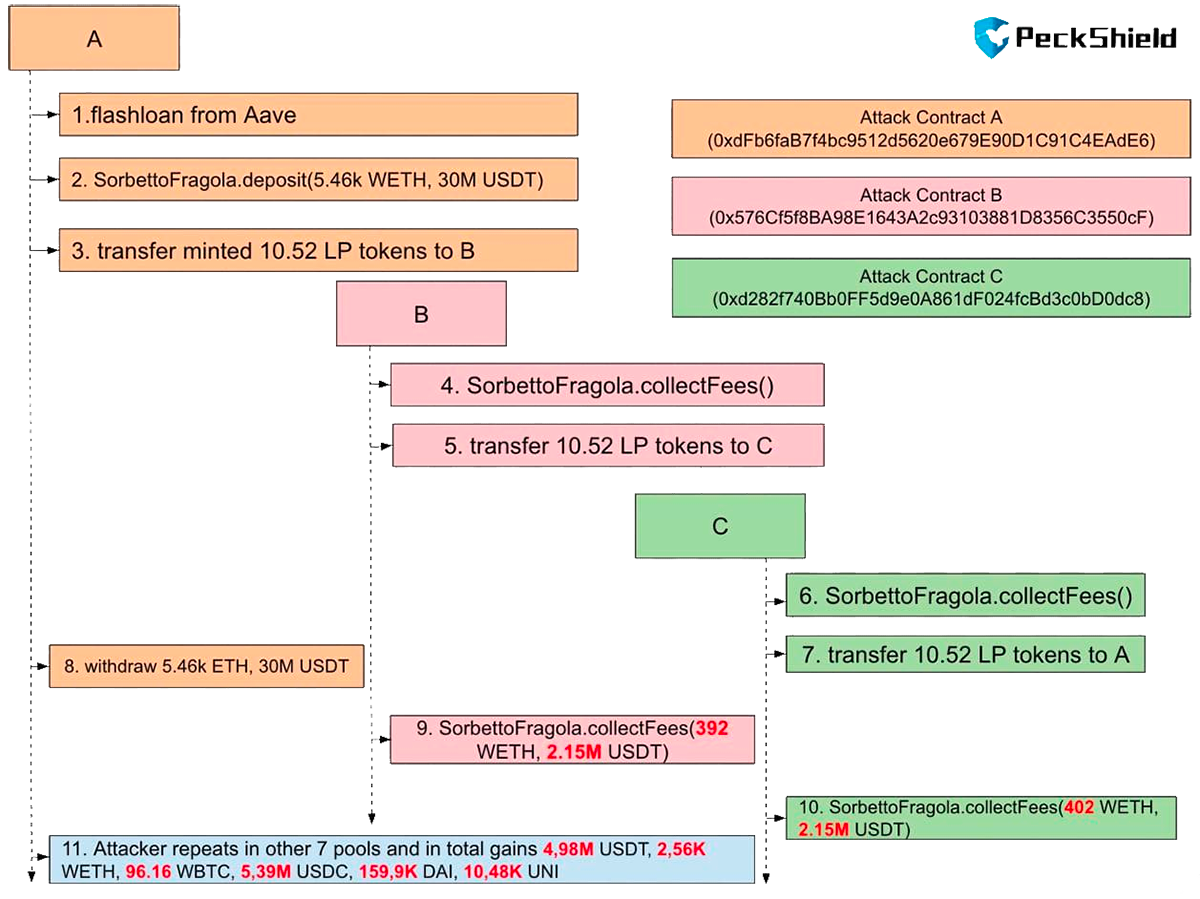 A
PeckShield
1.flashloan from Aave
2. SorbettoFragola.deposit(5.46k WETH, 30M USDT)
3. transfer minted 10.52 LP tokens to B
Attack Contract A
(0xdFb6faB7f4bc9512d5620e679E90D1C91C4EAdE6)
Attack Contract B
(0x576Cf5f8BA98E1643A2c93103881D8356C3550cF)
Attack Contract C
(0xd282f740Bb0FF5d9e0A861dF024fcBd3c0bD0dc8)
B
4. SorbettoFragola.collectFees()
5. transfer 10.52 LP tokens to C
C
6. SorbettoFragola.collectFees()
7. transfer 10.52 LP tokens to A
8. withdraw 5.46k ETH, 30M USDT
9. SorbettoFragola.collectFees(392
WETH, 2.15M USDT)
10. SorbettoFragola.collectFees(402 WETH,
2.15M USDT)
11. Attacker repeats in other 7 pools and in total gains 4,98M USDT, 2,56K
WETH, 96.16 WBTC, 5,39M USDC, 159,9K DAI, 10,48K UNI